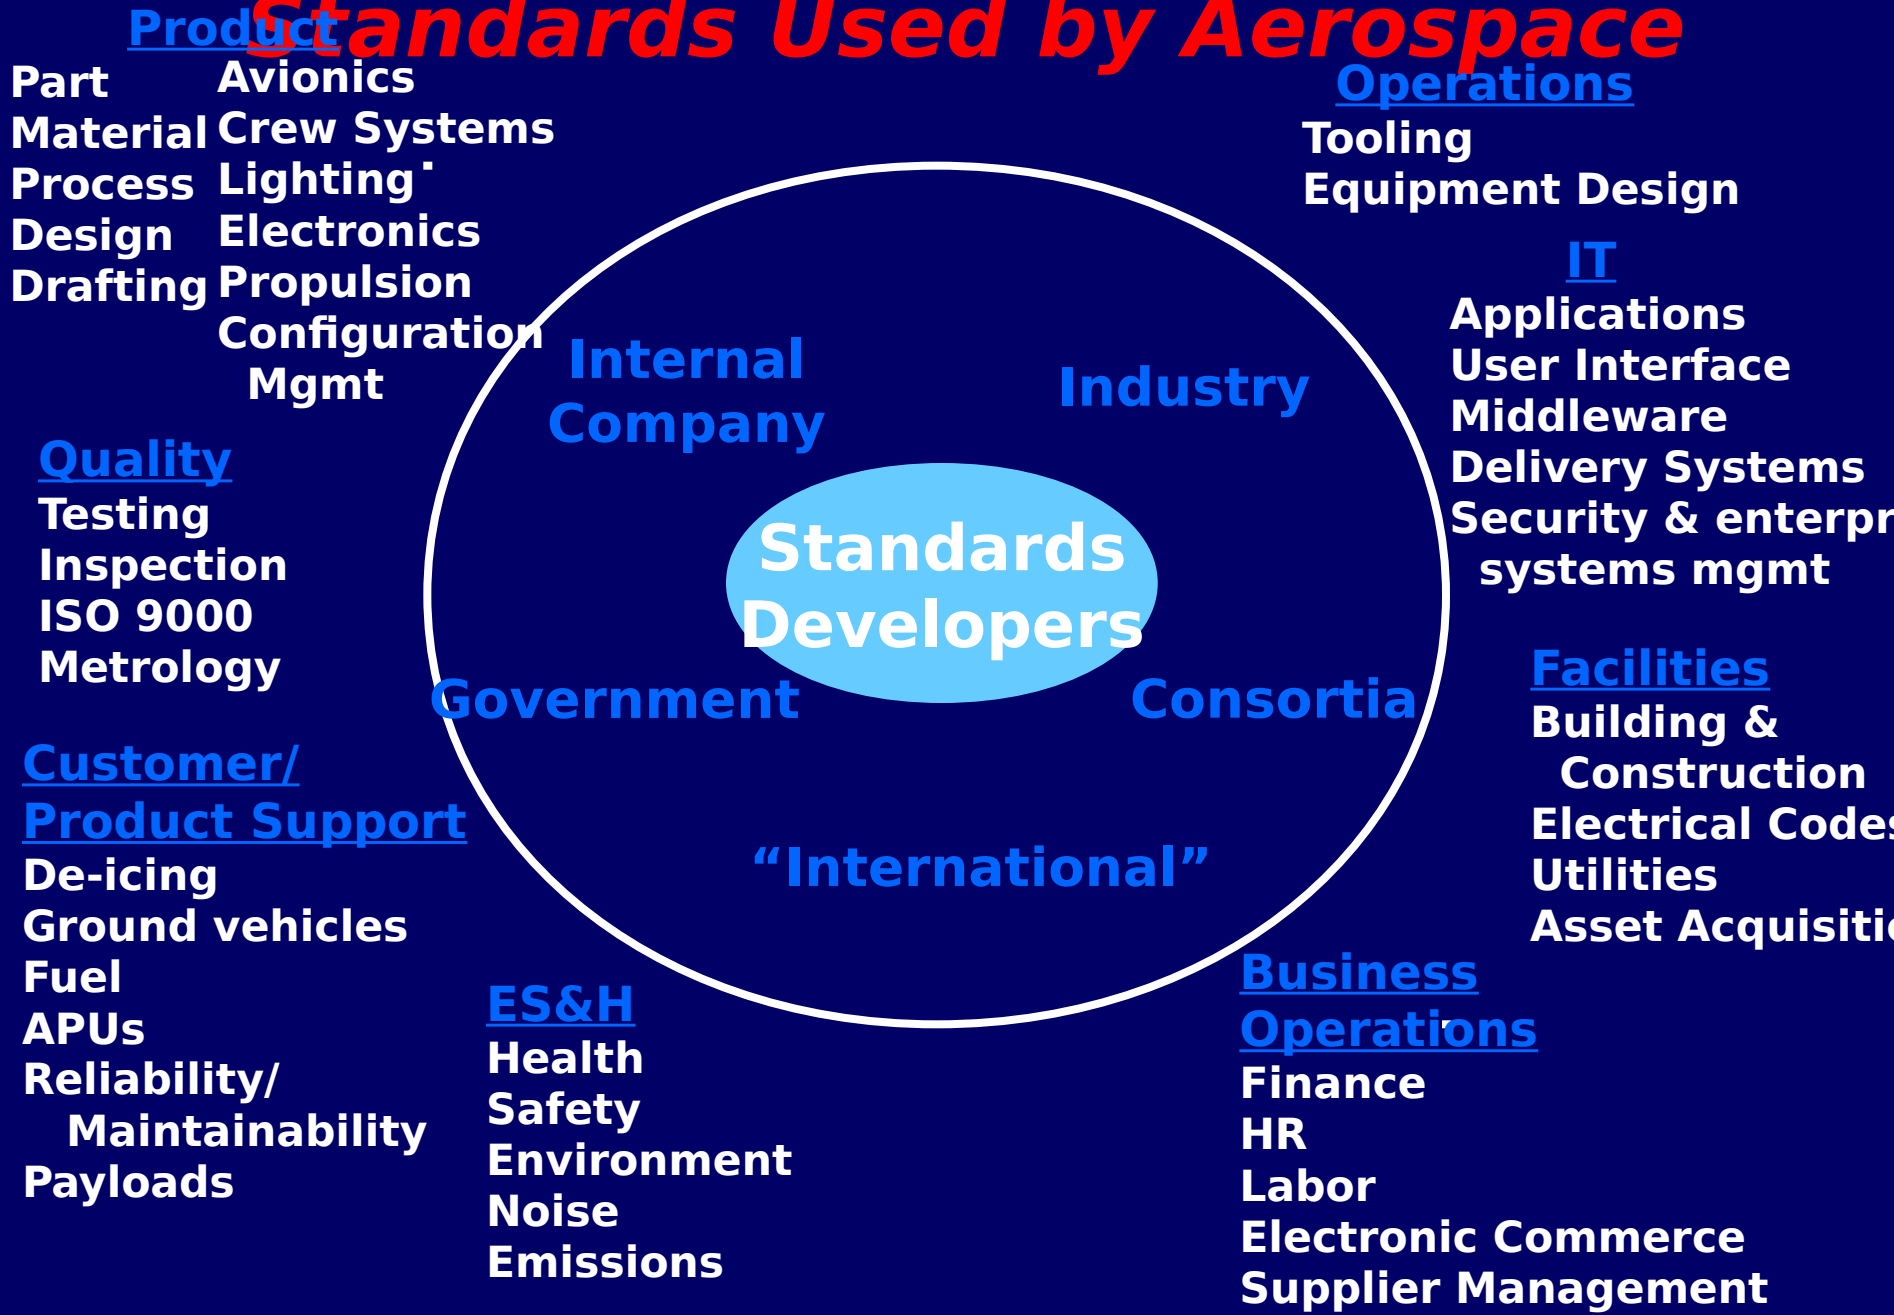 Standards Used by Aerospace
Product
Part
Material
Process
Design
Drafting
Avionics
Crew Systems
Lighting
Electronics
Propulsion
Configuration
Mgmt
Operations
Tooling
Equipment Design
IT
Applications
User Interface
Middleware
Delivery Systems
Security &
systems mgmt
Internal
Company
Industry
Standards
Developers
Government
Consortia
“International”
Quality
Testing
Inspection
ISO 9000
Metrology
Facilities
Building &
Construction
Electrical Codes
Utilities
Asset
Customer/
Product Support
De-icing
Ground vehicles
Fuel
APUs
Reliability/
Maintainability
Payloads
ES&H
Health
Safety
Environment
Noise
Emissions
Business
Operations
Finance
HR
Labor
Electronic Commerce
Supplier Management